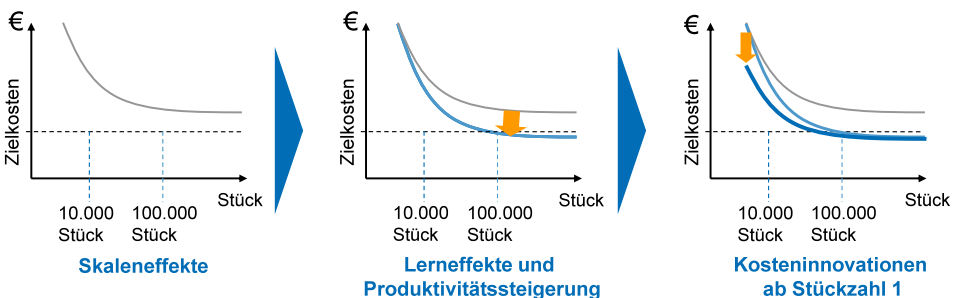 €
Zielkosten
Stück
10.000
Stück
100.000
Stück
Skaleneffekte
€
Zielkosten
Stück
10.000
Stück
100.000
Stück
Lerneffekte und
Produktivitätssteigerung
€
Zielkosten
Stück
10.000
Stück
100.000
Stück
Kosteninnovationen
ab Stückzahl 1